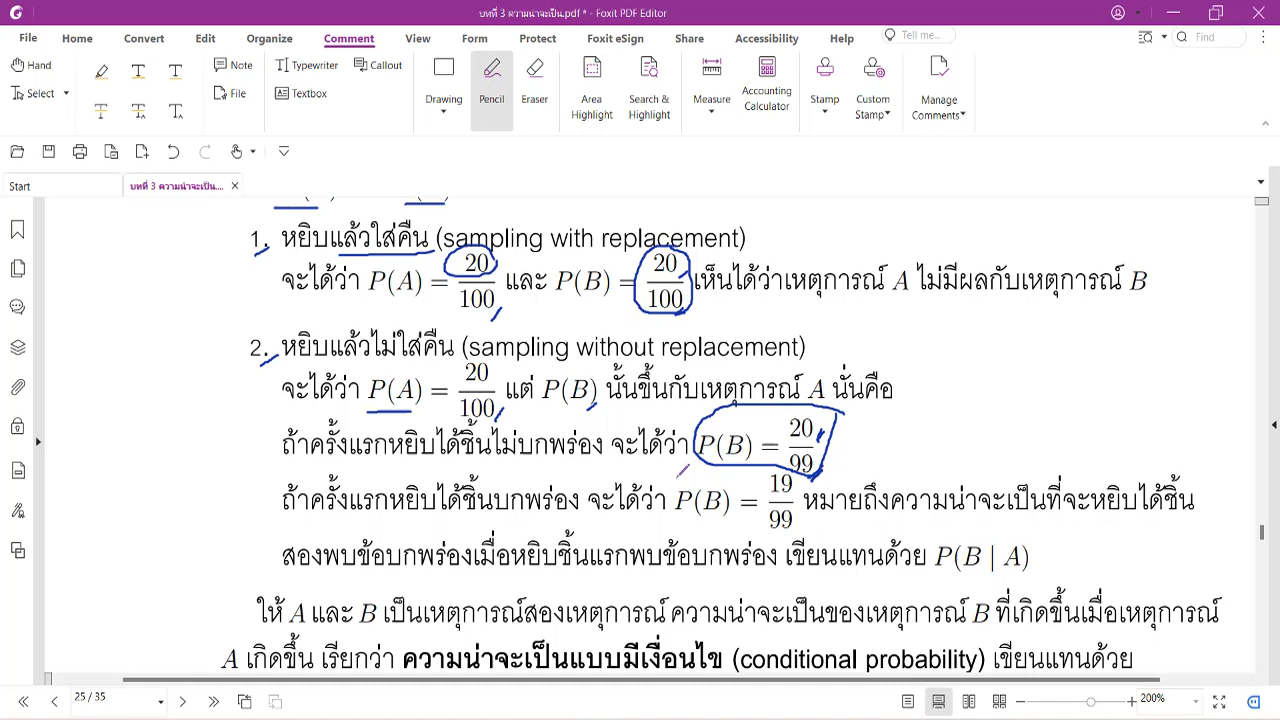 บทที่ 3 ความน่าจะเป็น.pdf * - Foxit PDF Editor
File Home Convert Edit Organize Comment View Form Protect Foxit eSign Share Accessibility Help Tell me... Find
Hand Note Typewriter Callout
Select File Textbox
Drawing Pencil Eraser Area Highlight Search & Highlight Measure Accounting Calculator Stamp Custom Stamp Manage Comments
Start บทที่ 3 ความน่าจะเป็น....
1. หยิบแล้วใส่คืน (sampling with replacement)
จะได้ว่า P(A) = 20/100 และ P(B) = 20/100 เห็นได้ว่าเหตุการณ์ A ไม่มีผลกับเหตุการณ์ B
2. หยิบแล้วไม่ใส่คืน (sampling without replacement)
จะได้ว่า P(A) = 20/100 แต่ P(B) นั้นขึ้นกับเหตุการณ์ A นั่นคือ
ถ้าครั้งแรกหยิบได้ชิ้นไม่บกพร่อง จะได้ว่า P(B) = 20/99
ถ้าครั้งแรกหยิบได้ชิ้นบกพร่อง จะได้ว่า P(B) = 19/99 หมายถึงความน่าจะเป็นที่จะหยิบได้ชิ้น
สองพบข้อบกพร่องเมื่อหยิบชิ้นแรกพบข้อบกพร่อง เขียนแทนด้วย P(B | A)
ให้ A และ B เป็นเหตุการณ์สองเหตุการณ์ ความน่าจะเป็นของเหตุการณ์ B ที่เกิดขึ้นเมื่อเหตุการณ์
A เกิดขึ้น เรียกว่า ความน่าจะเป็นแบบมีเงื่อนไข (conditional probability) เขียนแทนด้วย
25 / 35 200%